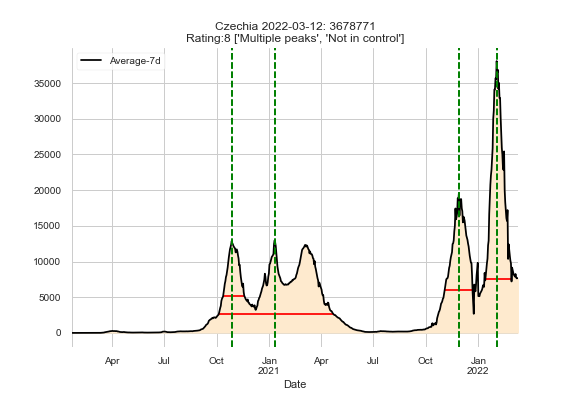 Czechia 2022-03-12: 3678771
Rating:8 ['Multiple peaks', 'Not in control']
Average-7d
35000
30000
25000
20000
15000
10000
5000
0
Apr Jul Oct Jan Apr Jul Oct Jan
2021 2022
Date